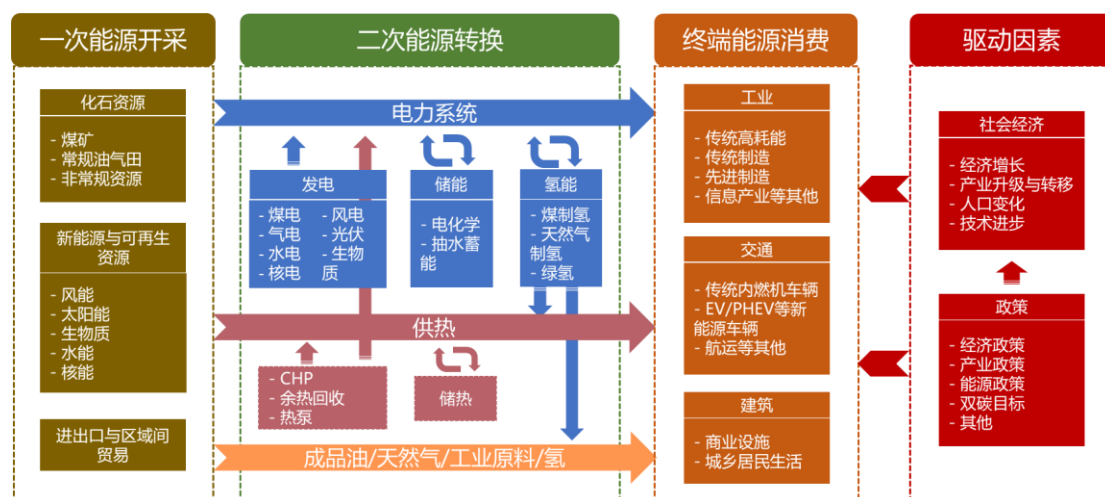 一次能源开采
二次能源转换
终端能源消费
驱动因素
化石资源
- 煤矿
- 常规油气田
- 非常规资源
新能源与可再生
资源
- 风能
- 太阳能
- 生物质
- 水能
- 核能
进出口与区域间
贸易
电力系统
发电
- 煤电
- 气电
- 水电
- 核电
- 风电
- 光伏
- 生物
质
储能
- 电化学
- 抽水蓄
能
氢能
- 煤制氢
- 天然气
制氢
- 绿氢
供热
- CHP
- 余热回收
- 热泵
储热
成品油/天然气/工业原料/氢
工业
- 传统高耗能
- 传统制造
- 先进制造
- 信息产业等其他
交通
- 传统内燃机车辆
- EV/PHEV等新
能源车辆
- 航运等其他
建筑
- 商业设施
- 城乡居民生活
社会经济
- 经济增长
- 产业升级与转移
- 人口变化
- 技术进步
政策
- 经济政策
- 产业政策
- 能源政策
- 双碳目标
- 其他